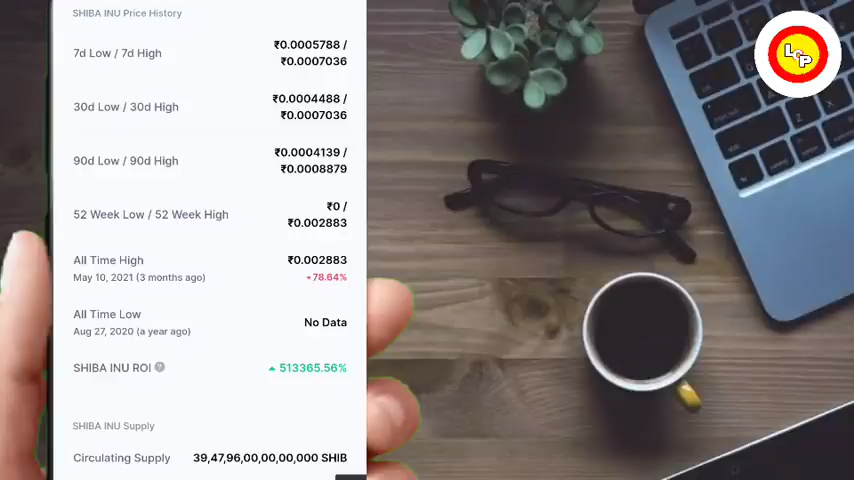 SHIBA INU Price History
7d Low / 7d High
₹0.0005788 /
₹0.0007036
30d Low / 30d High
₹0.0004488 /
₹0.0007036
90d Low / 90d High
₹0.0004139 /
₹0.0008879
52 Week Low / 52 Week High
₹0 /
₹0.002883
All Time High
₹0.002883
May 10, 2021 (3 months ago)
78.64%
All Time Low
Aug 27, 2020 (a year ago)
No Data
SHIBA INU ROI
513365.56%
SHIBA INU Supply
Circulating Supply
39,47,96,00,00,00,000 SHIB
LCP